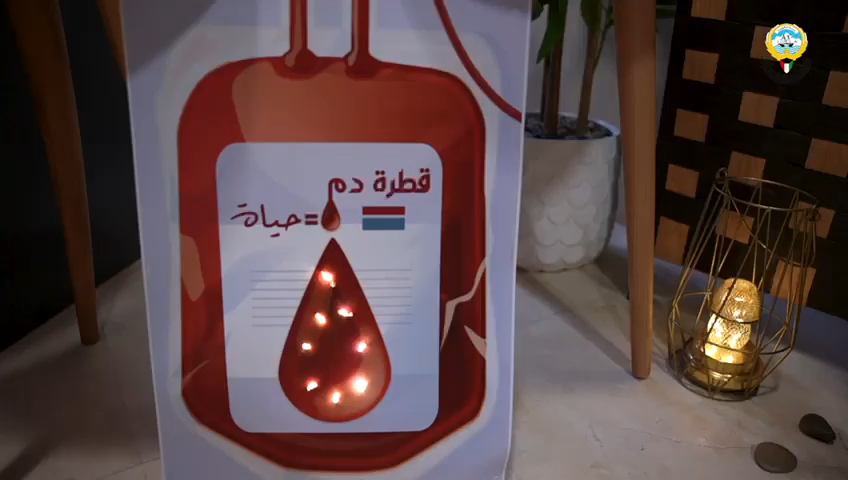 قطرة دم
= حياة